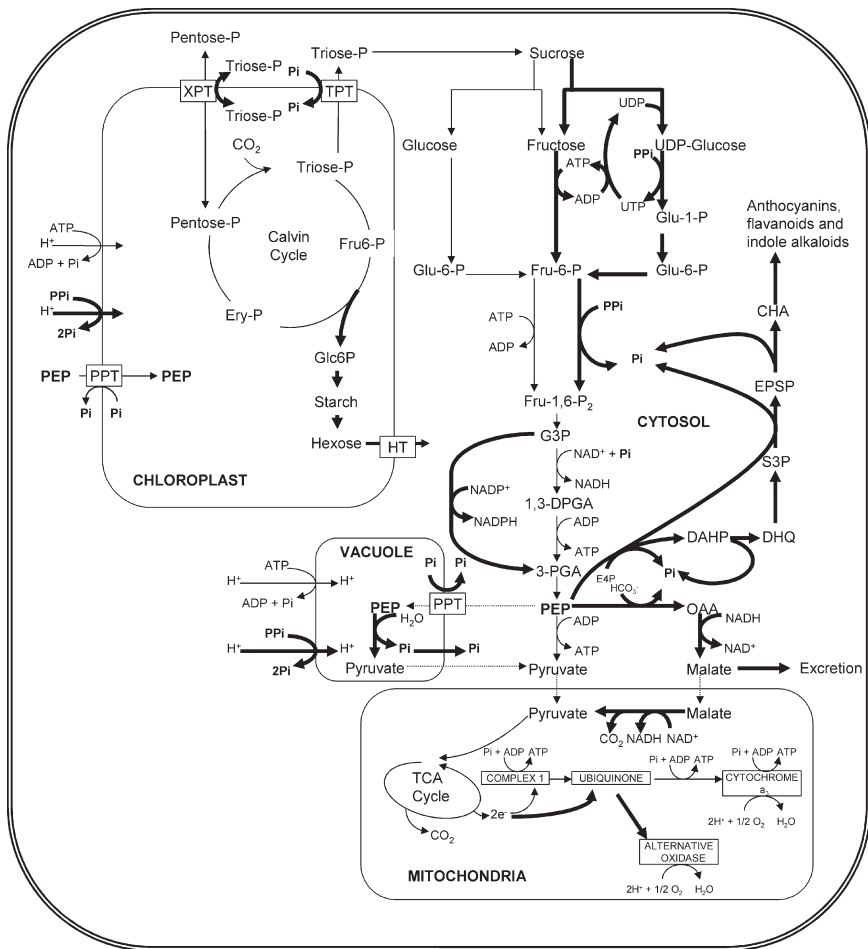 Pentose-P
Triose-P
Pi
Triose-P
Sucrose
XPT
TPT
Triose-P
Pi
CO2
Triose-P
Pentose-P
Calvin
Cycle
Fru6-P
Ery-P
Glc6P
Starch
Hexose
HT
CHLOROPLAST
ATP
H+
ADP + Pi
PPi
H+
2Pi
PEP
PPT
PEP
Pi
Pi
Glucose
Fructose
UDP
UDP-Glucose
ATP
ADP
PPi
UTP
Glu-1-P
Glu-6-P
Fru-6-P
Glu-6-P
ATP
ADP
PPi
Pi
Fru-1,6-P2
CYTOSOL
G3P
NAD+ + Pi
NADH
NADP+
NADPH
1,3-DPGA
ADP
ATP
3-PGA
Anthocyanins,
flavanoids and
indole alkaloids
CHA
EPSP
S3P
DAHP
DHQ
E4P
HCO3-
Pi
PEP
OAA
NADH
NAD+
ADP
ATP
Pyruvate
Malate
Excretion
VACUOLE
Pi
Pi
PPT
ATP
H+
H+
ADP + Pi
PEP
H2O
PPi
H+
H+
2Pi
Pi
Pi
Pyruvate
Pyruvate
Malate
CO2
NADH
NAD+
TCA
Cycle
CO2
2e-
Pi + ADP
ATP
COMPLEX 1
UBIQUINONE
Pi + ADP
ATP
Pi + ADP
ATP
CYTOCHROME
a3
2H+ + 1/2 O2
H2O
ALTERNATIVE
OXIDASE
2H+ + 1/2 O2
H2O
MITOCHONDRIA